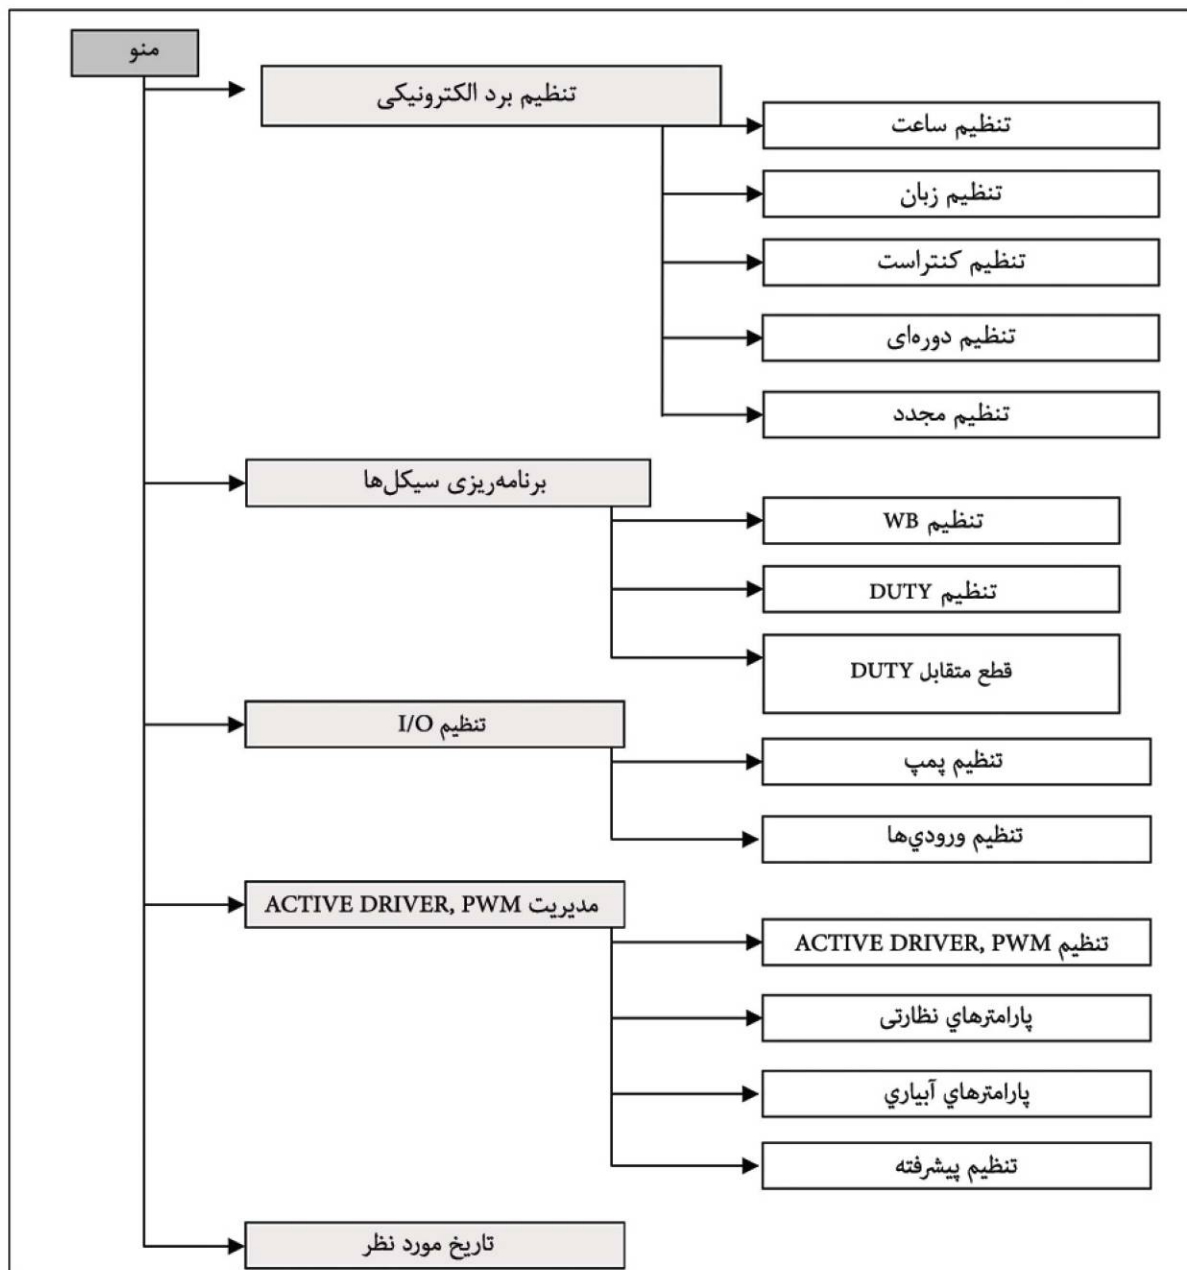 منو
تنظیم برد الکترونیکی
تنظیم ساعت
تنظیم زبان
تنظیم کنتراست
تنظیم دوره‌ای
تنظیم مجدد
برنامه‌ریزی سیکل‌ها
تنظیم WB
تنظیم DUTY
قطع متقابل DUTY
تنظیم I/O
تنظیم پمپ
تنظیم ورودي‌ها
مدیریت ACTIVE DRIVER, PWM
تنظیم ACTIVE DRIVER, PWM
پارامترهاي نظارتی
پارامترهاي آبیاري
تنظیم پیشرفته
تاریخ مورد نظر